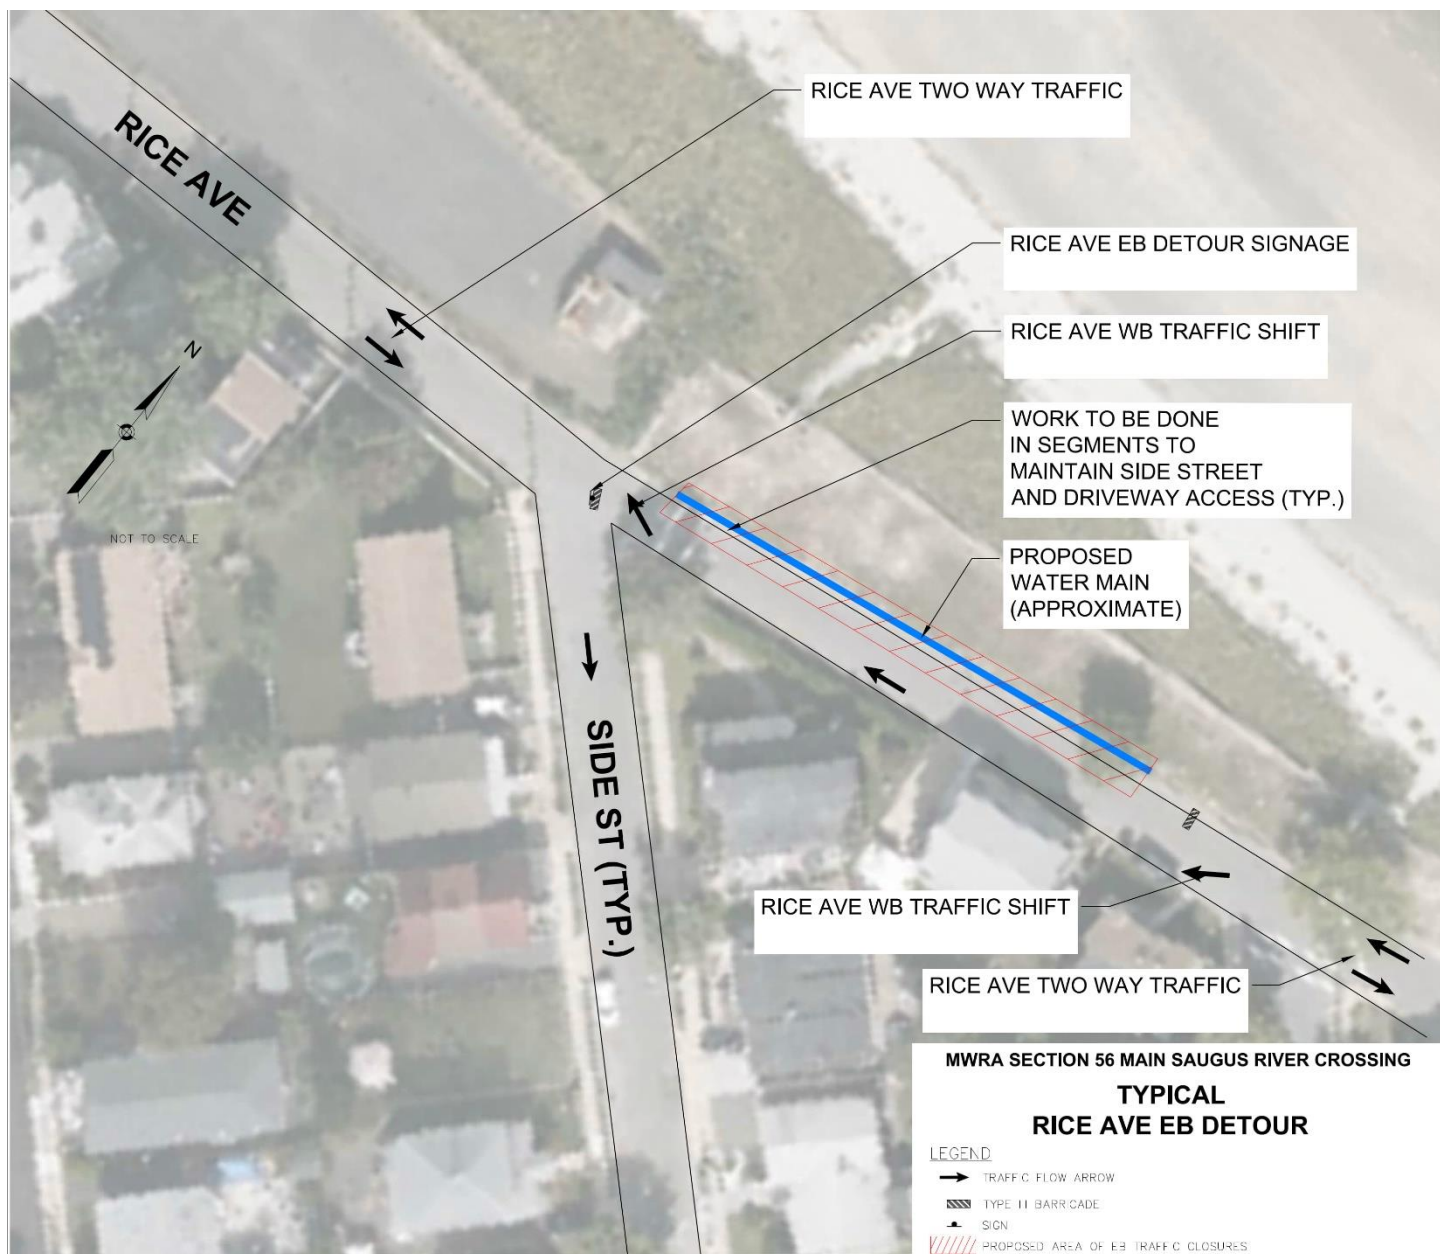 RICE AVE TWO WAY TRAFFIC
RICE AVE
RICE AVE EB DETOUR SIGNAGE
RICE AVE WB TRAFFIC SHIFT
N
WORK TO BE DONE
IN SEGMENTS TO
MAINTAIN SIDE STREET
AND DRIVEWAY ACCESS (TYP.)
NOT TO SCALE
PROPOSED
WATER MAIN
(APPROXIMATE)
SIDE ST (TYP.)
RICE AVE WB TRAFFIC SHIFT
RICE AVE TWO WAY TRAFFIC
MWRA SECTION 56 MAIN SAUGUS RIVER CROSSING
TYPICAL
RICE AVE EB DETOUR
LEGEND
TRAFFIC FLOW ARROW
TYPE II BARRICADE
SIGN
PROPOSED AREA OF EB TRAFFIC CLOSURES